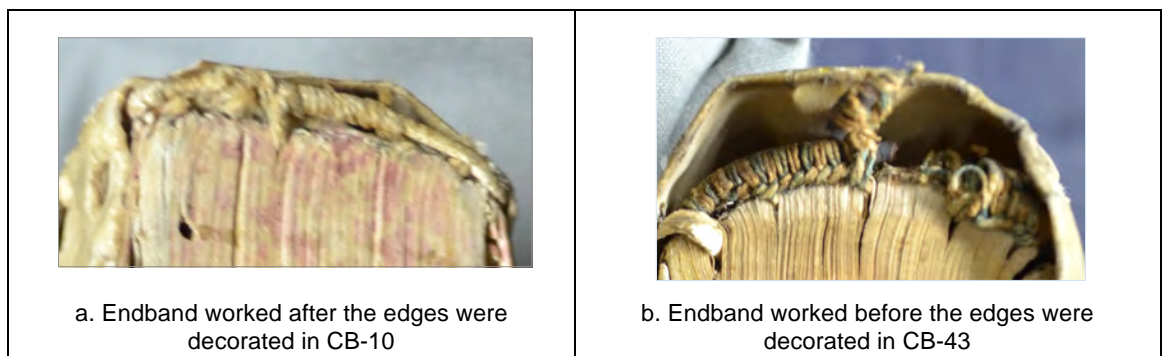 a. Endband worked after the edges were
decorated in CB-10
b. Endband worked before the edges were
decorated in CB-43